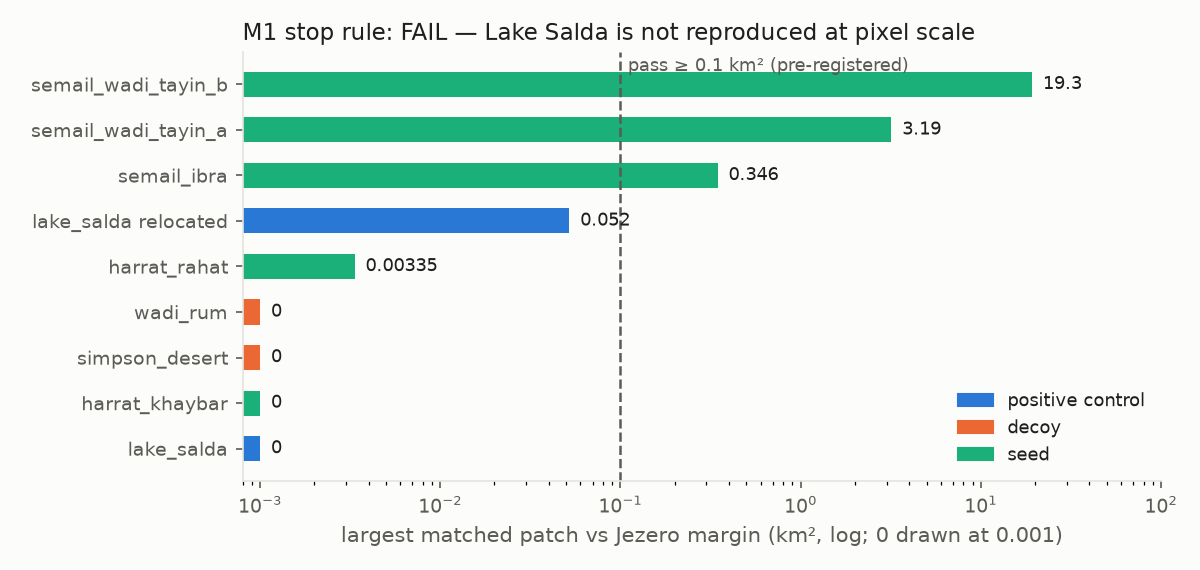 M1 stop rule: FAIL — Lake Salda is not reproduced at pixel scale
pass ≥ 0.1 km² (pre-registered)
semail_wadi_tayin_b 19.3
semail_wadi_tayin_a 3.19
semail_ibra 0.346
lake_salda relocated 0.052
harrat_rahat 0.00335
wadi_rum 0
simpson_desert 0
harrat_khaybar 0
lake_salda 0
positive control
decoy
seed
10⁻³ 10⁻² 10⁻¹ 10⁰ 10¹ 10²
largest matched patch vs Jezero margin (km², log; 0 drawn at 0.001)